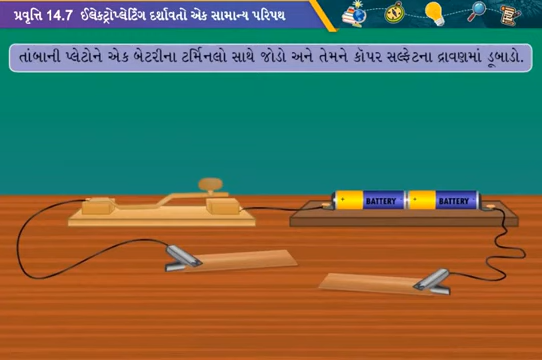 પ્રવૃત્તિ 14.7 ઈલેક્ટ્રોપ્લેટિંગ દર્શાવતો એક સામાન્ય પરિપથ
તાંબાની પ્લેટોને એક બેટરીના ટર્મિનલો સાથે જોડો અને તેમને કૉપર સલ્ફેટના દ્રાવણમાં ડૂબાડો.
BATTERY BATTERY